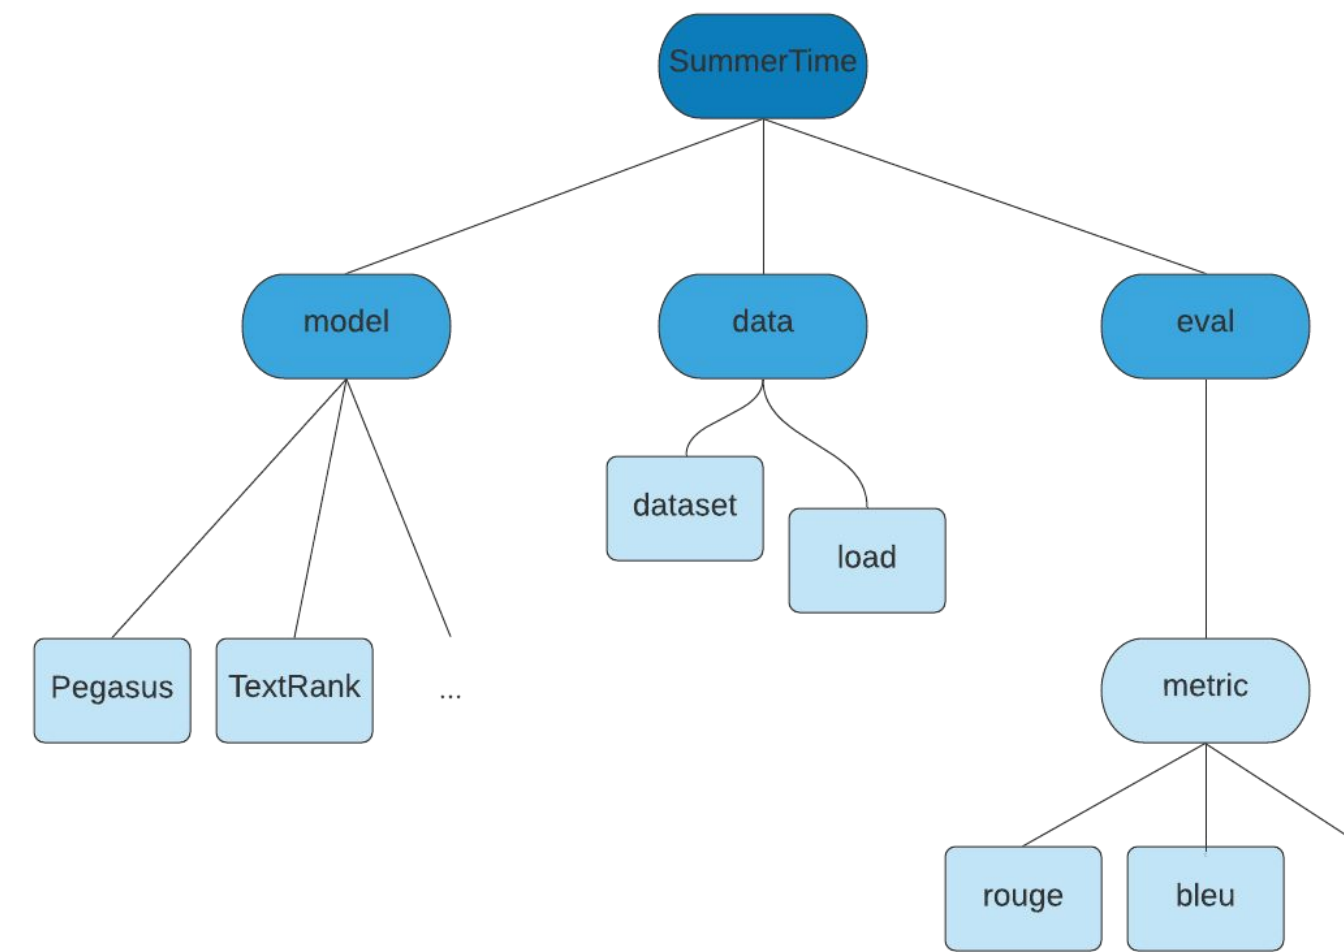 SummerTime
model
data
eval
dataset
load
Pegasus
TextRank
...
metric
rouge
bleu